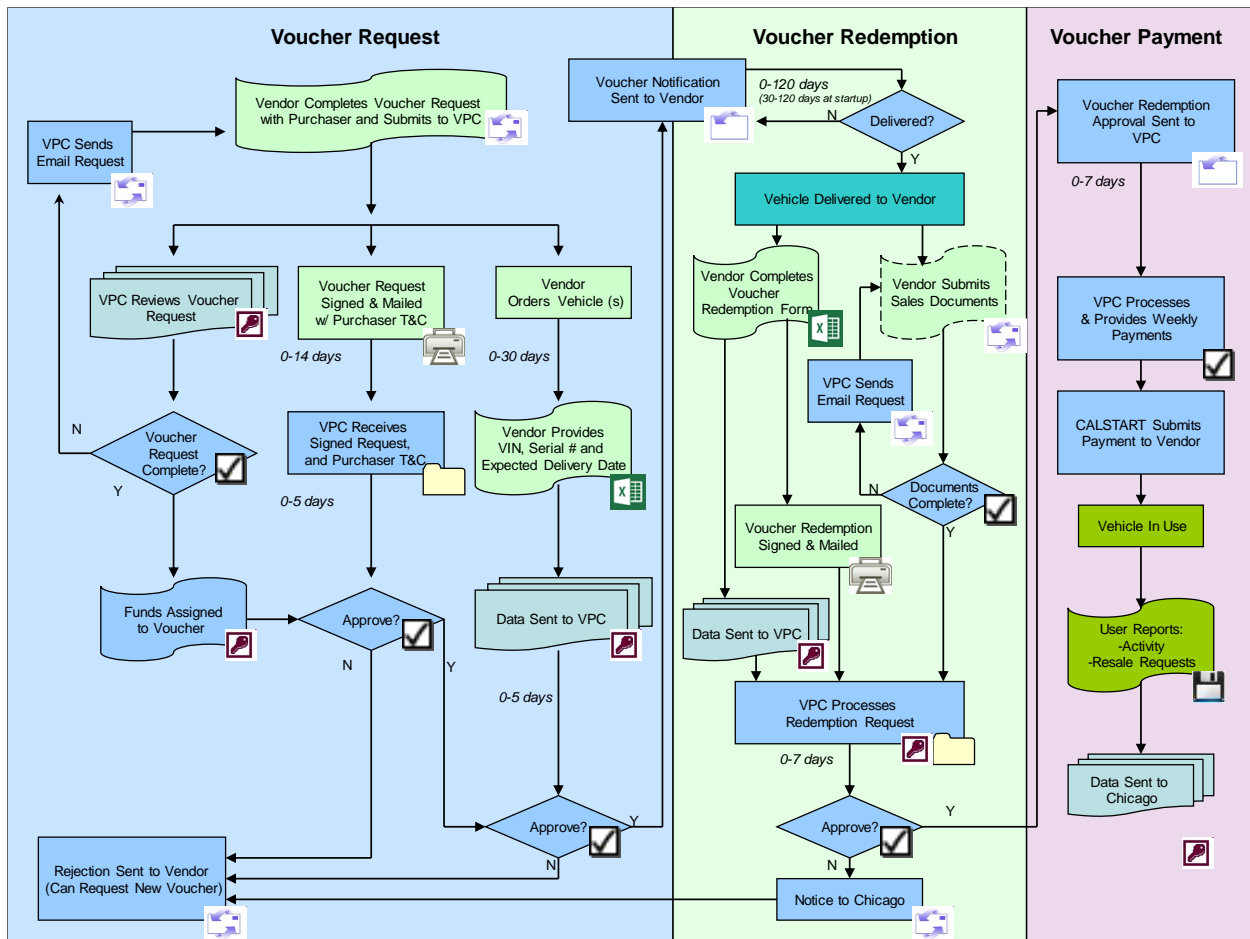 Voucher Request
Voucher Redemption
Voucher Payment
Vendor Completes Voucher Request
with Purchaser and Submits to VPC
VPC Sends
Email Request
VPC Reviews Voucher
Request
Voucher Request
Signed & Mailed
w/ Purchaser T&C
Vendor
Orders Vehicle (s)
0-14 days
0-30 days
N
Voucher
Request
Complete?
Y
VPC Receives
Signed Request,
and Purchaser T&C
0-5 days
Vendor Provides
VIN, Serial # and
Expected Delivery Date
Funds Assigned
to Voucher
Approve?
N
Y
Data Sent to VPC
0-5 days
Approve?
Y
N
Rejection Sent to Vendor
(Can Request New Voucher)
Voucher Notification
Sent to Vendor
0-120 days
(30-120 days at startup)
N
Delivered?
Y
Vehicle Delivered to Vendor
Vendor Completes
Voucher
Redemption Form
Vendor Submits
Sales Documents
VPC Sends
Email Request
N
Documents
Complete?
Y
Voucher Redemption
Signed & Mailed
Data Sent to VPC
VPC Processes
Redemption Request
0-7 days
Approve?
Y
N
Notice to Chicago
Voucher Redemption
Approval Sent to
VPC
0-7 days
VPC Processes
& Provides Weekly
Payments
CALSTART Submits
Payment to Vendor
Vehicle In Use
User Reports:
-Activity
-Resale Requests
Data Sent to
Chicago